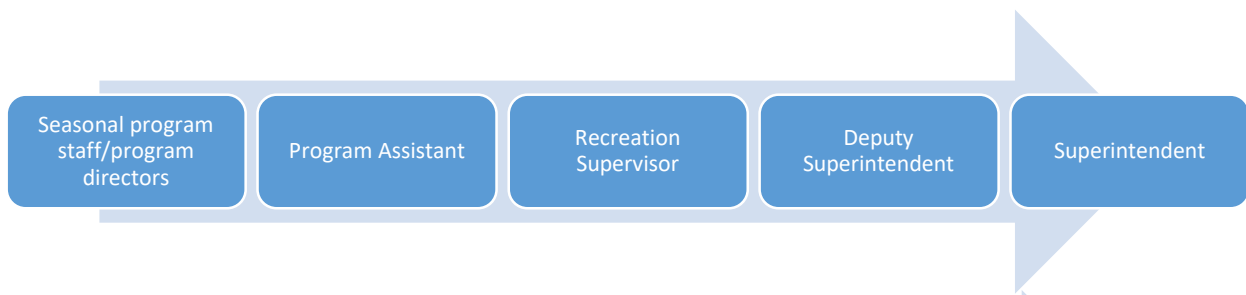 Seasonal program
staff/program
directors
Program Assistant
Recreation
Supervisor
Deputy
Superintendent
Superintendent